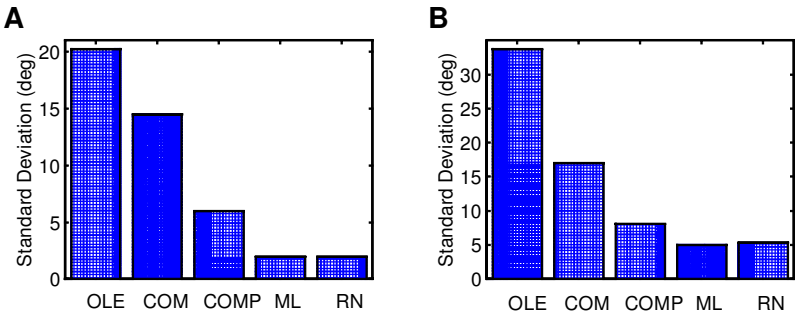 A
Standard Deviation (deg)
20
15
10
5
0
OLE COM COMP ML RN
B
Standard Deviation (deg)
30
25
20
15
10
5
0
OLE COM COMP ML RN